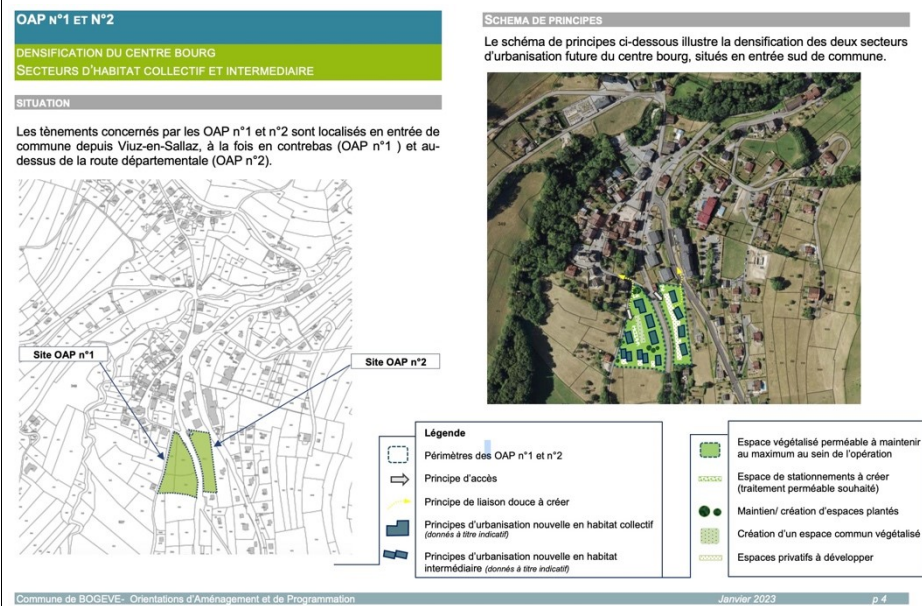 OAP N°1 ET N°2
DENSIFICATION DU CENTRE BOURG
SECTEURS D'HABITAT COLLECTIF ET INTERMEDIAIRE
SITUATION
Les tènements concernés par les OAP n°1 et n°2 sont localisés en entrée de
commune depuis Viuz-en-Sallaz, à la fois en contrebas (OAP n°1 ) et au-
dessus de la route départementale (OAP n°2).
Site OAP n°1
Site OAP n°2
SCHEMA DE PRINCIPES
Le schéma de principes ci-dessous illustre la densification des deux secteurs
d'urbanisation future du centre bourg, situés en entrée sud de commune.
Légende
Périmètres des OAP n°1 et n°2
Principe d'accès
Principe de liaison douce à créer
Principes d'urbanisation nouvelle en habitat collectif
(donnés à titre indicatif)
Principes d'urbanisation nouvelle en habitat
intermédiaire (donnés à titre indicatif)
Espace végétalisé perméable à maintenir
au maximum au sein de l'opération
Espace de stationnements à créer
(traitement perméable souhaité)
Maintien/ création d'espaces plantés
Création d'un espace commun végétalisé
Espaces privatifs à développer
Commune de BOGEVE- Orientations d'Aménagement et de Programmation
Janvier 2023
p 4